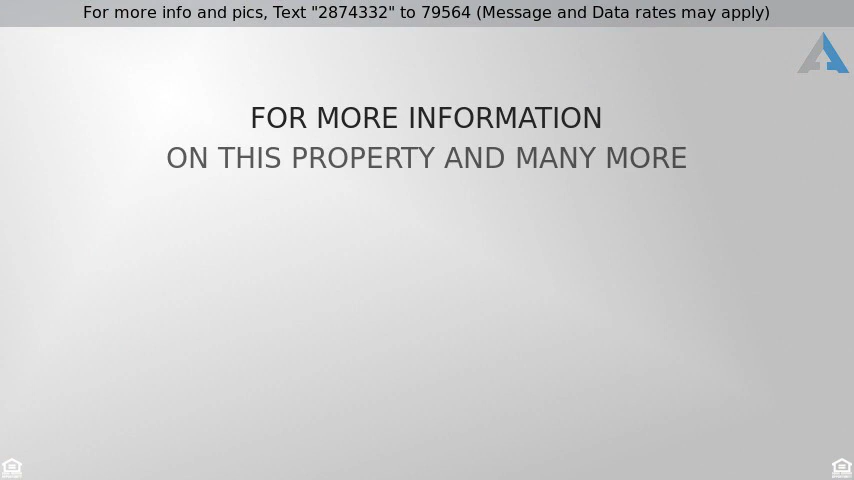 For more info and pics, Text "2874332" to 79564 (Message and Data rates may apply)
FOR MORE INFORMATION
ON THIS PROPERTY AND MANY MORE